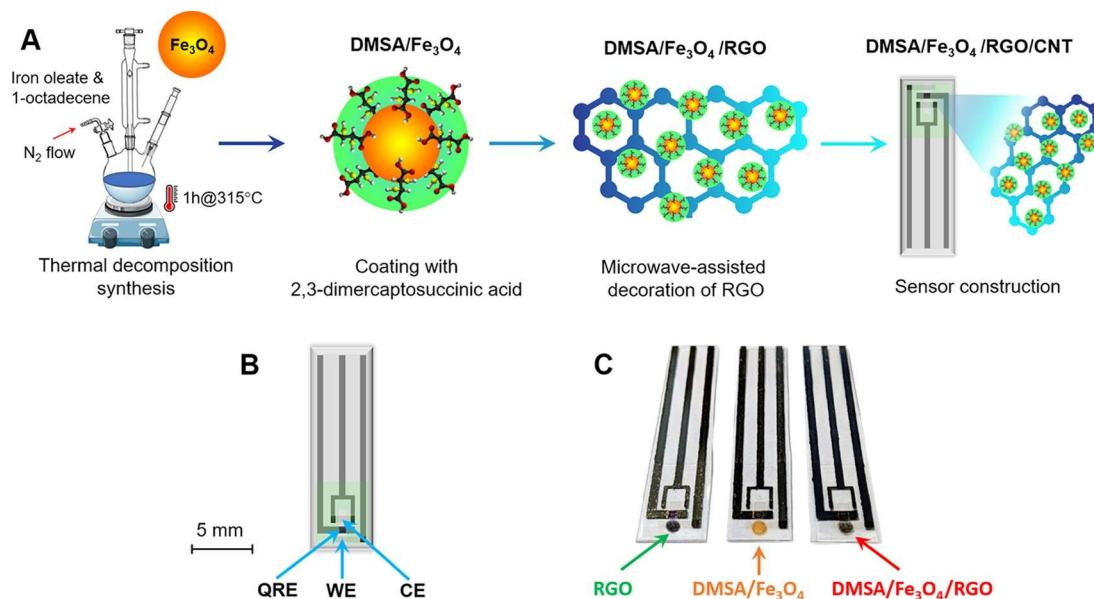 A
Fe₃O₄
Iron oleate &
1-octadecene
N₂ flow
1h@315°C
Thermal decomposition
synthesis
DMSA/Fe₃O₄
Coating with
2,3-dimercaptosuccinic acid
DMSA/Fe₃O₄ /RGO
Microwave-assisted
decoration of RGO
DMSA/Fe₃O₄ /RGO/CNT
Sensor construction
B
5 mm
QRE
WE
CE
C
RGO
DMSA/Fe₃O₄
DMSA/Fe₃O₄/RGO